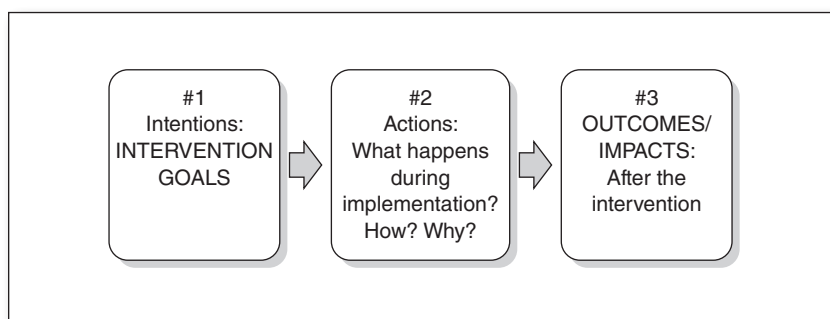 #1
Intentions:
INTERVENTION
GOALS
#2
Actions:
What happens
during
implementation?
How? Why?
#3
OUTCOMES/
IMPACTS:
After the
intervention